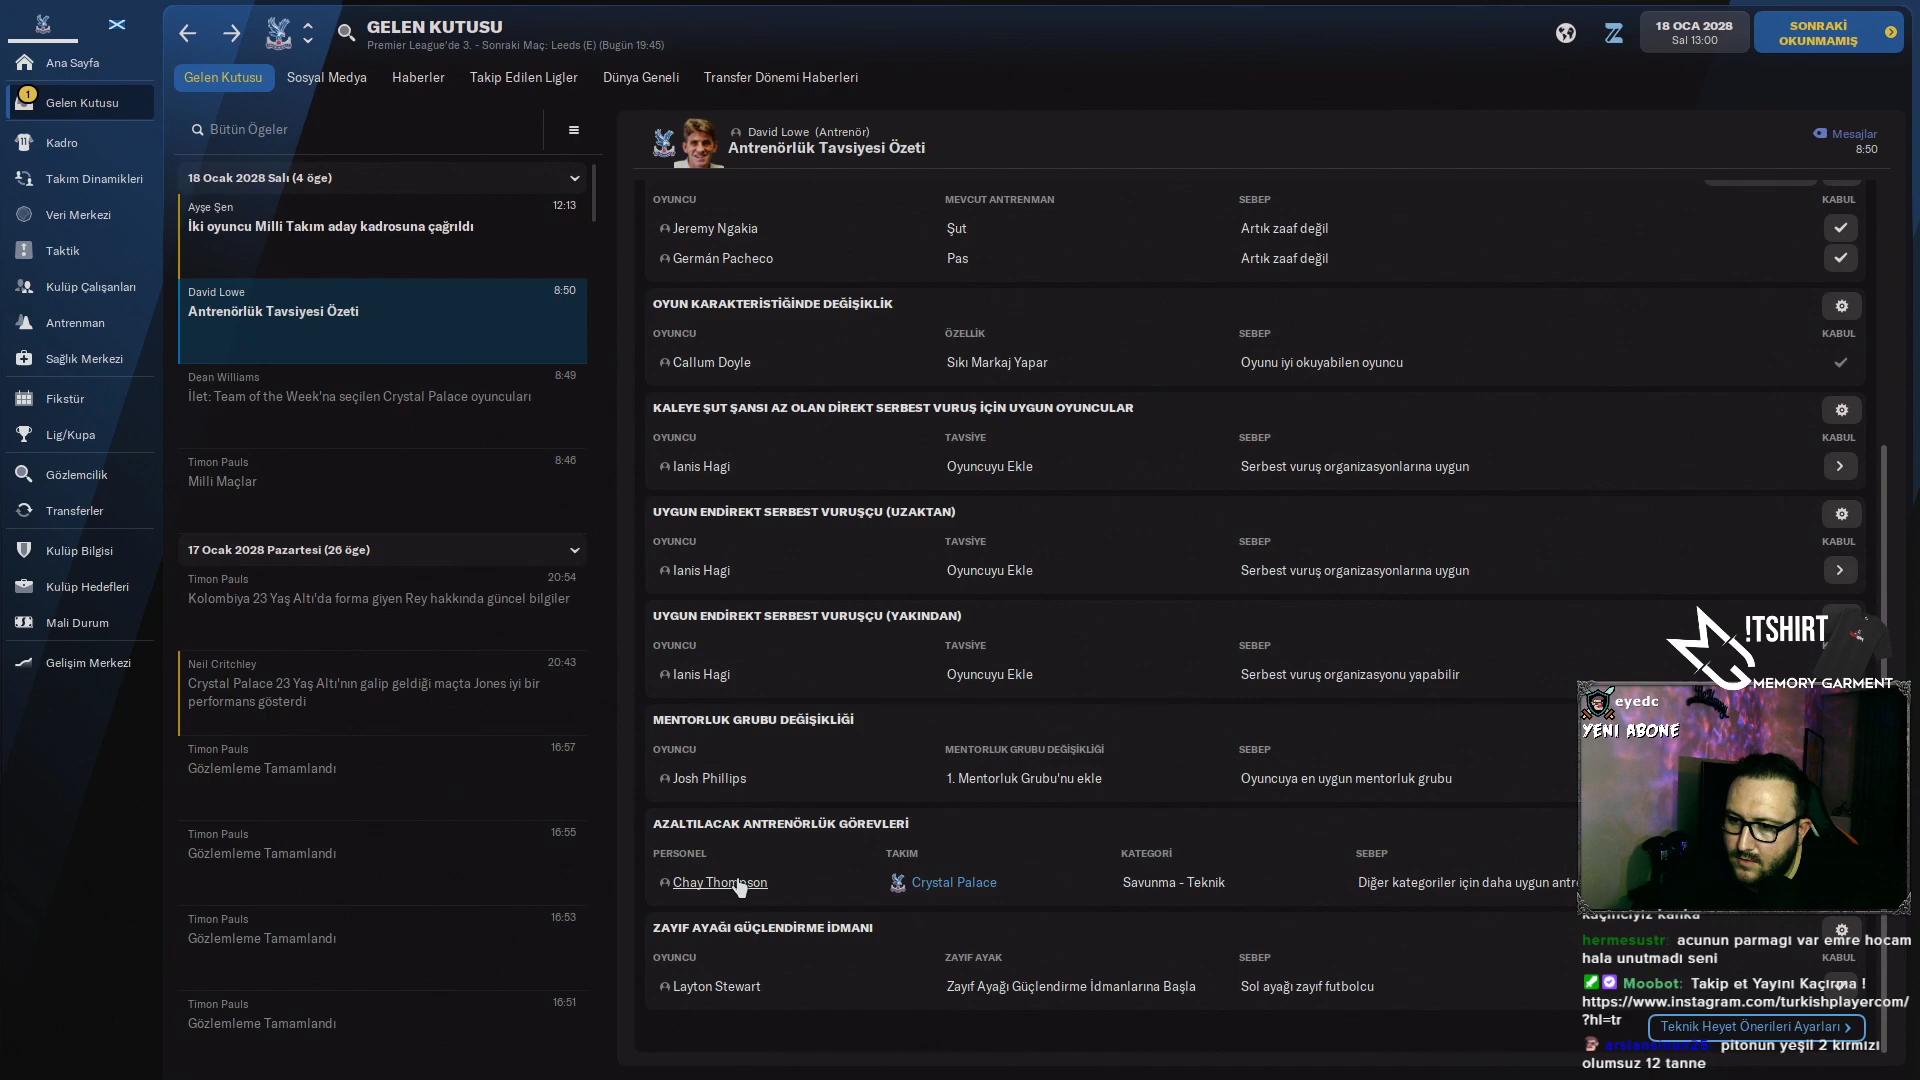 GELEN KUTUSU
Premier League'de 3. - Sonraki Maç: Leeds (E) (Bugün 19:45)
18 OCA 2028
Sal 13:00
SONRAKİ
OKUNMAMIŞ
Ana Sayfa
1
Gelen Kutusu
Kadro
Takım Dinamikleri
Veri Merkezi
Taktik
Kulüp Çalışanları
Antrenman
Sağlık Merkezi
Fikstür
Lig/Kupa
Gözlemcilik
Transferler
Kulüp Bilgisi
Kulüp Hedefleri
Mali Durum
Gelişim Merkezi
Gelen Kutusu
Sosyal Medya
Haberler
Takip Edilen Ligler
Dünya Geneli
Transfer Dönemi Haberleri
Bütün Ögeler
18 Ocak 2028 Salı (4 öge)
Ayşe Şen 12:13
İki oyuncu Milli Takım aday kadrosuna çağrıldı
David Lowe 8:50
Antrenörlük Tavsiyesi Özeti
Dean Williams 8:49
İlet: Team of the Week'na seçilen Crystal Palace oyuncuları
Timon Pauls 8:46
Milli Maçlar
17 Ocak 2028 Pazartesi (26 öge)
Timon Pauls 20:54
Kolombiya 23 Yaş Altı'da forma giyen Rey hakkında güncel bilgiler
Neil Critchley 20:43
Crystal Palace 23 Yaş Altı'nın galip geldiği maçta Jones iyi bir
performans gösterdi
Timon Pauls 16:57
Gözlemleme Tamamlandı
Timon Pauls 16:55
Gözlemleme Tamamlandı
Timon Pauls 16:53
Gözlemleme Tamamlandı
Timon Pauls 16:51
Gözlemleme Tamamlandı
David Lowe (Antrenör)
Antrenörlük Tavsiyesi Özeti
Mesajlar
8:50
OYUNCU MEVCUT ANTRENMAN SEBEP KABUL
Jeremy Ngakia Şut Artık zaaf değil
Germán Pacheco Pas Artık zaaf değil
OYUN KARAKTERİSTİĞİNDE DEĞİŞİKLİK
OYUNCU ÖZELLİK SEBEP KABUL
Callum Doyle Sıkı Markaj Yapar Oyunu iyi okuyabilen oyuncu
KALEYE ŞUT ŞANSI AZ OLAN DİREKT SERBEST VURUŞ İÇİN UYGUN OYUNCULAR
OYUNCU TAVSİYE SEBEP KABUL
Ianis Hagi Oyuncuyu Ekle Serbest vuruş organizasyonlarına uygun
UYGUN ENDİREKT SERBEST VURUŞÇU (UZAKTAN)
OYUNCU TAVSİYE SEBEP KABUL
Ianis Hagi Oyuncuyu Ekle Serbest vuruş organizasyonlarına uygun
UYGUN ENDİREKT SERBEST VURUŞÇU (YAKINDAN)
OYUNCU TAVSİYE SEBEP
Ianis Hagi Oyuncuyu Ekle Serbest vuruş organizasyonu yapabilir
MENTORLUK GRUBU DEĞİŞİKLİĞİ
OYUNCU MENTORLUK GRUBU DEĞİŞİKLİĞİ SEBEP
Josh Phillips 1. Mentorluk Grubu'nu ekle Oyuncuya en uygun mentorluk grubu
AZALTILACAK ANTRENÖRLÜK GÖREVLERİ
PERSONEL TAKIM KATEGORİ SEBEP
Chay Thompson Crystal Palace Savunma - Teknik Diğer kategoriler için daha uygun antre
ZAYIF AYAĞI GÜÇLENDİRME İDMANI
OYUNCU ZAYIF AYAK SEBEP KABUL
Layton Stewart Zayıf Ayağı Güçlendirme İdmanlarına Başla Sol ayağı zayıf futbolcu
!TSHIRT
MEMORY GARMENT
eyedc
YENI ABONE
kaçıncıyız kanka
hermesustr: acunun parmagı var emre hocam
hala unutmadı seni
Moobot: Takip et Yayını Kaçırma !
https://www.instagram.com/turkishplayercom/
?hl=tr
Teknik Heyet Önerileri Ayarları
pitonun yeşil 2 kırmızı
olumsuz 12 tanne